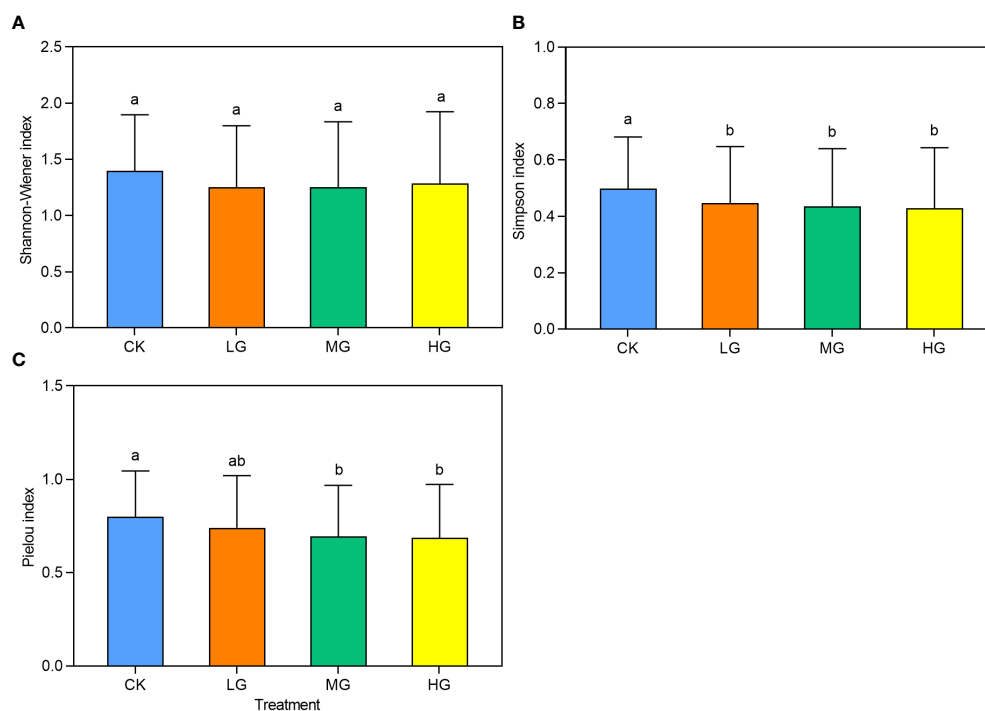 A
Shannon-Wiener index
2.5
2.0
1.5
1.0
0.5
0.0
a
a
a
a
CK
LG
MG
HG
B
Simpson index
1.0
0.8
0.6
0.4
0.2
0.0
a
b
b
b
CK
LG
MG
HG
C
Pielou index
1.5
1.0
0.5
0.0
a
ab
b
b
CK
LG
MG
HG
Treatment